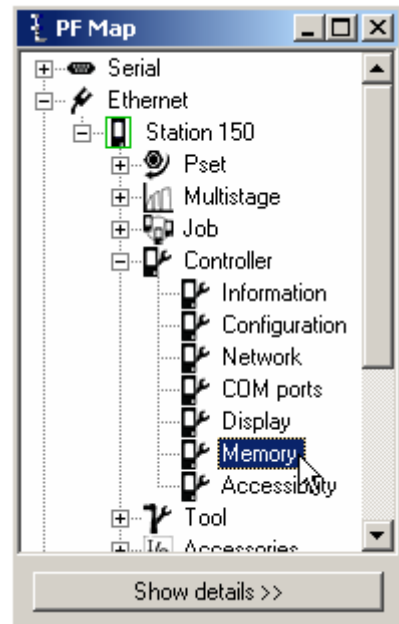 PF Map
Serial
Ethernet
Station 150
Pset
Multistage
Job
Controller
Information
Configuration
Network
COM ports
Display
Memory
Accessibility
Tool
Accessories
Show details >>